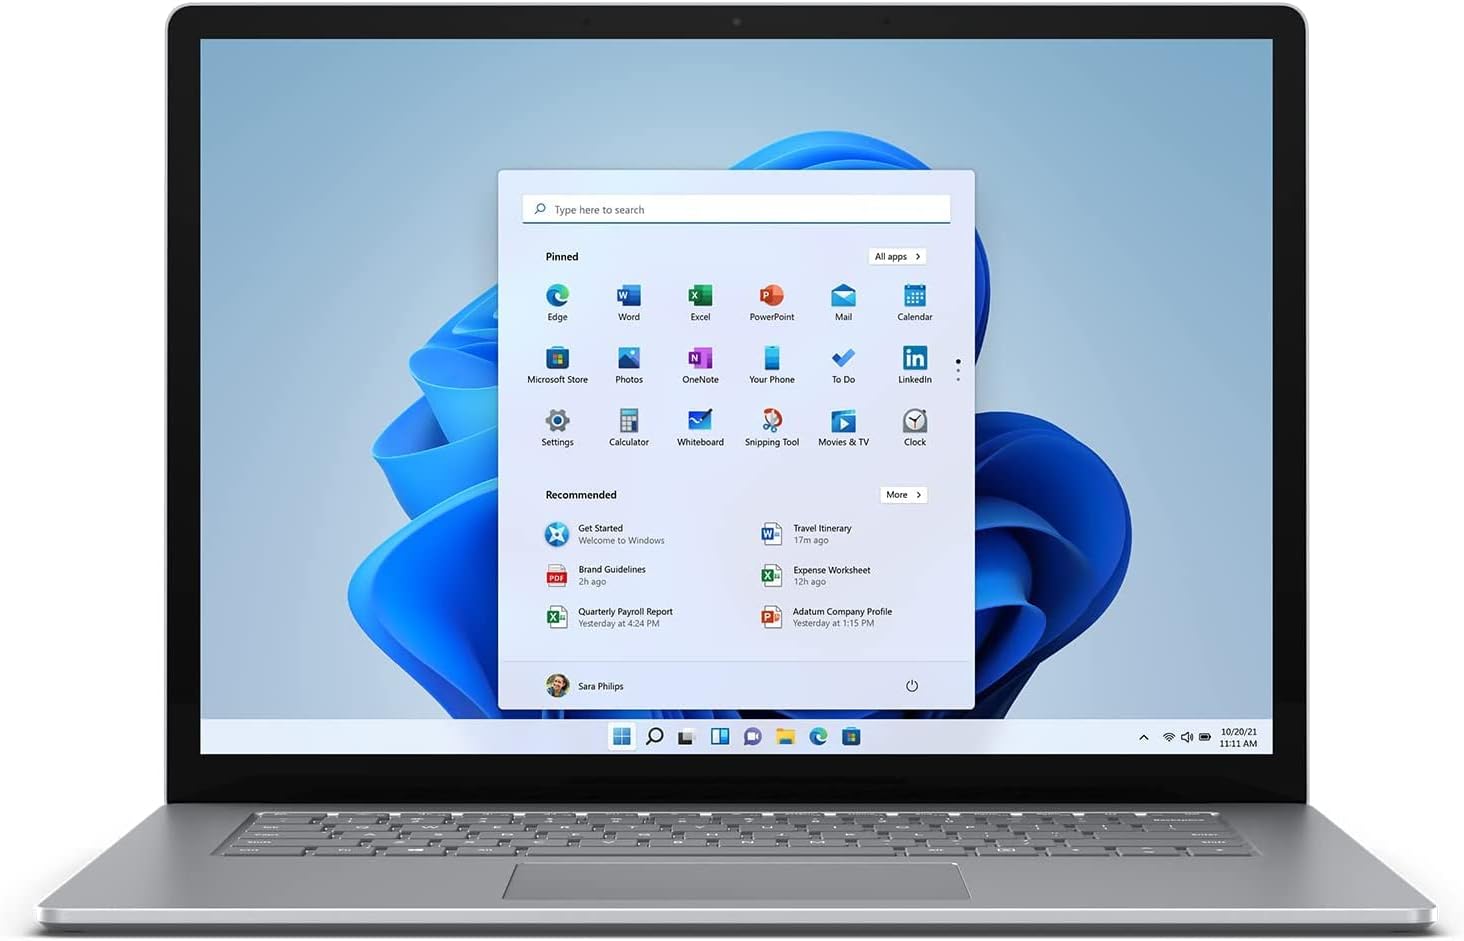 Type here to search
Pinned
All apps
Edge
Word
Excel
PowerPoint
Mail
Calendar
Microsoft Store
Photos
OneNote
Your Phone
To Do
LinkedIn
Settings
Calculator
Whiteboard
Snipping Tool
Movies & TV
Clock
Recommended
More
Get Started
Welcome to Windows
Travel Itinerary
17m ago
Brand Guidelines
2h ago
Expense Worksheet
12h ago
Quarterly Payroll Report
Yesterday at 4:24 PM
Adatum Company Profile
Yesterday at 1:15 PM
Sara Philips
10/20/21
11:11 AM